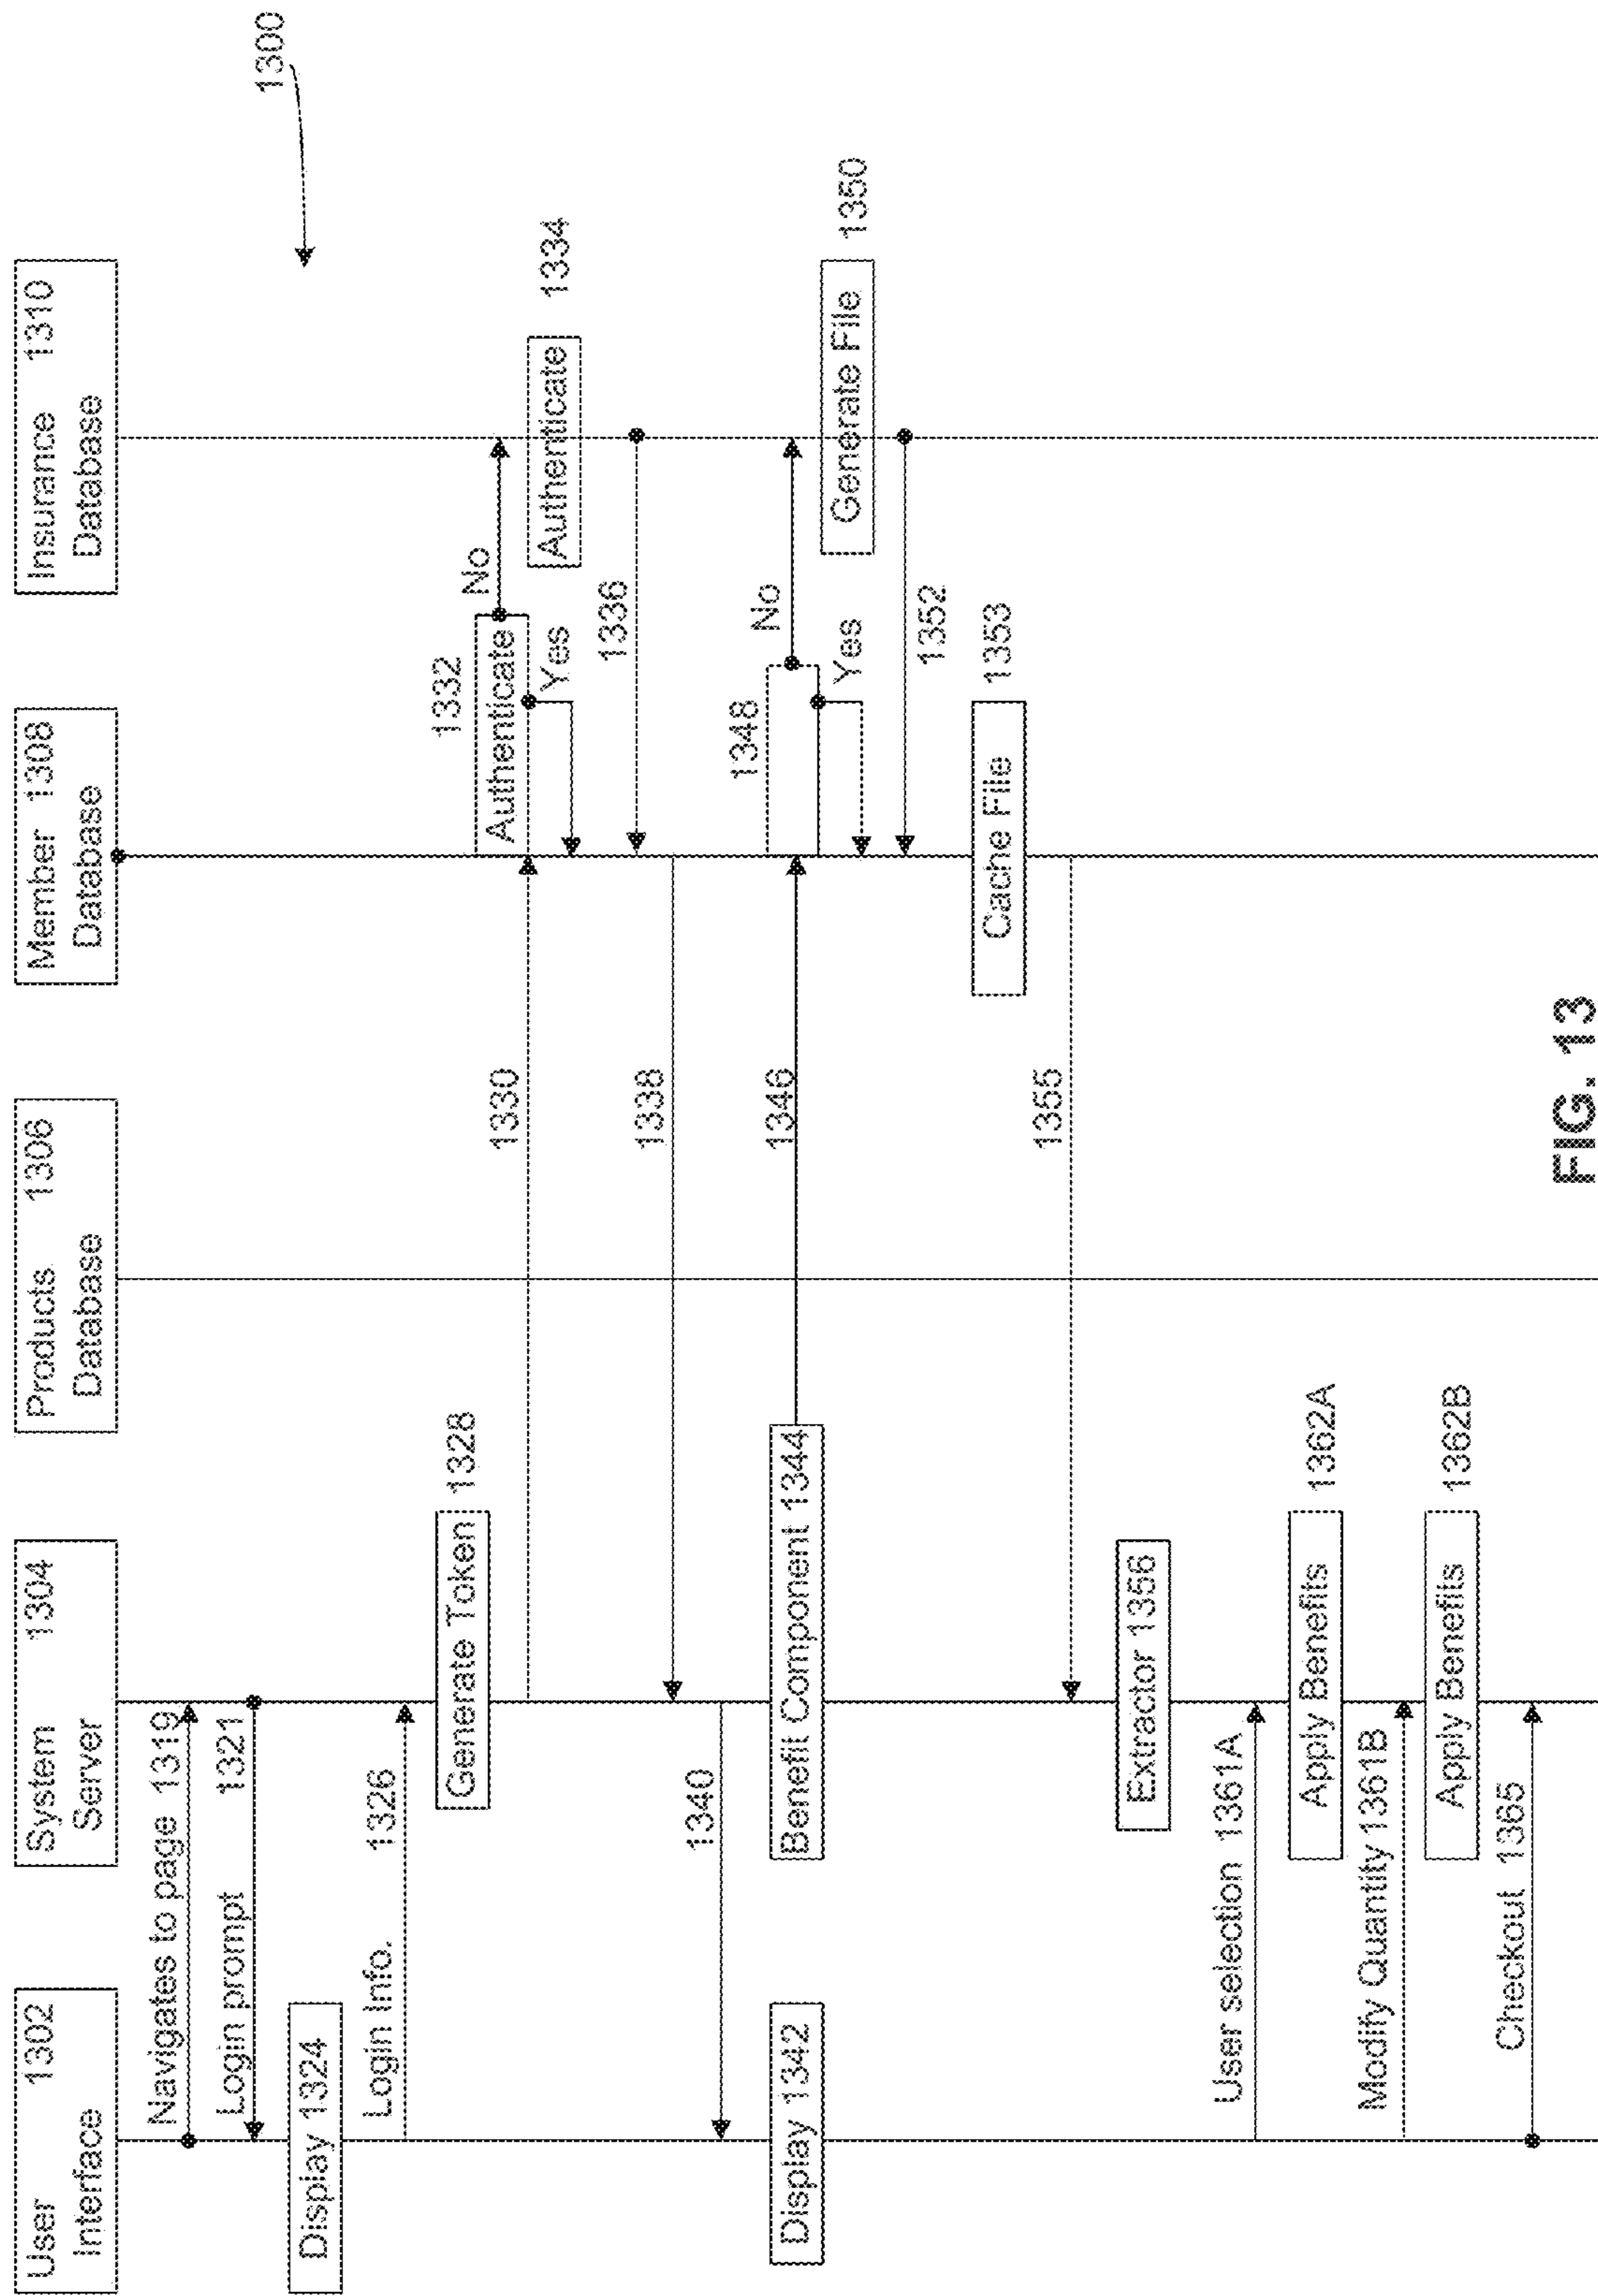 1300
User 1302
Interface
System 1304
Server
Products 1306
Database
Member 1308
Database
Insurance 1310
Database
Navigates to page 1319
Login prompt 1321
Display 1324
Login Info. 1326
Generate Token 1328
1330
1332
Authenticate
No
Yes
Authenticate 1334
1336
1338
1340
Display 1342
Benefit Component 1344
1346
1348
No
Yes
Generate File 1350
1352
Cache File 1353
1355
Extractor 1356
User selection 1361A
Apply Benefits 1362A
Modify Quantity 1361B
Apply Benefits 1362B
Checkout 1365
FIG. 13